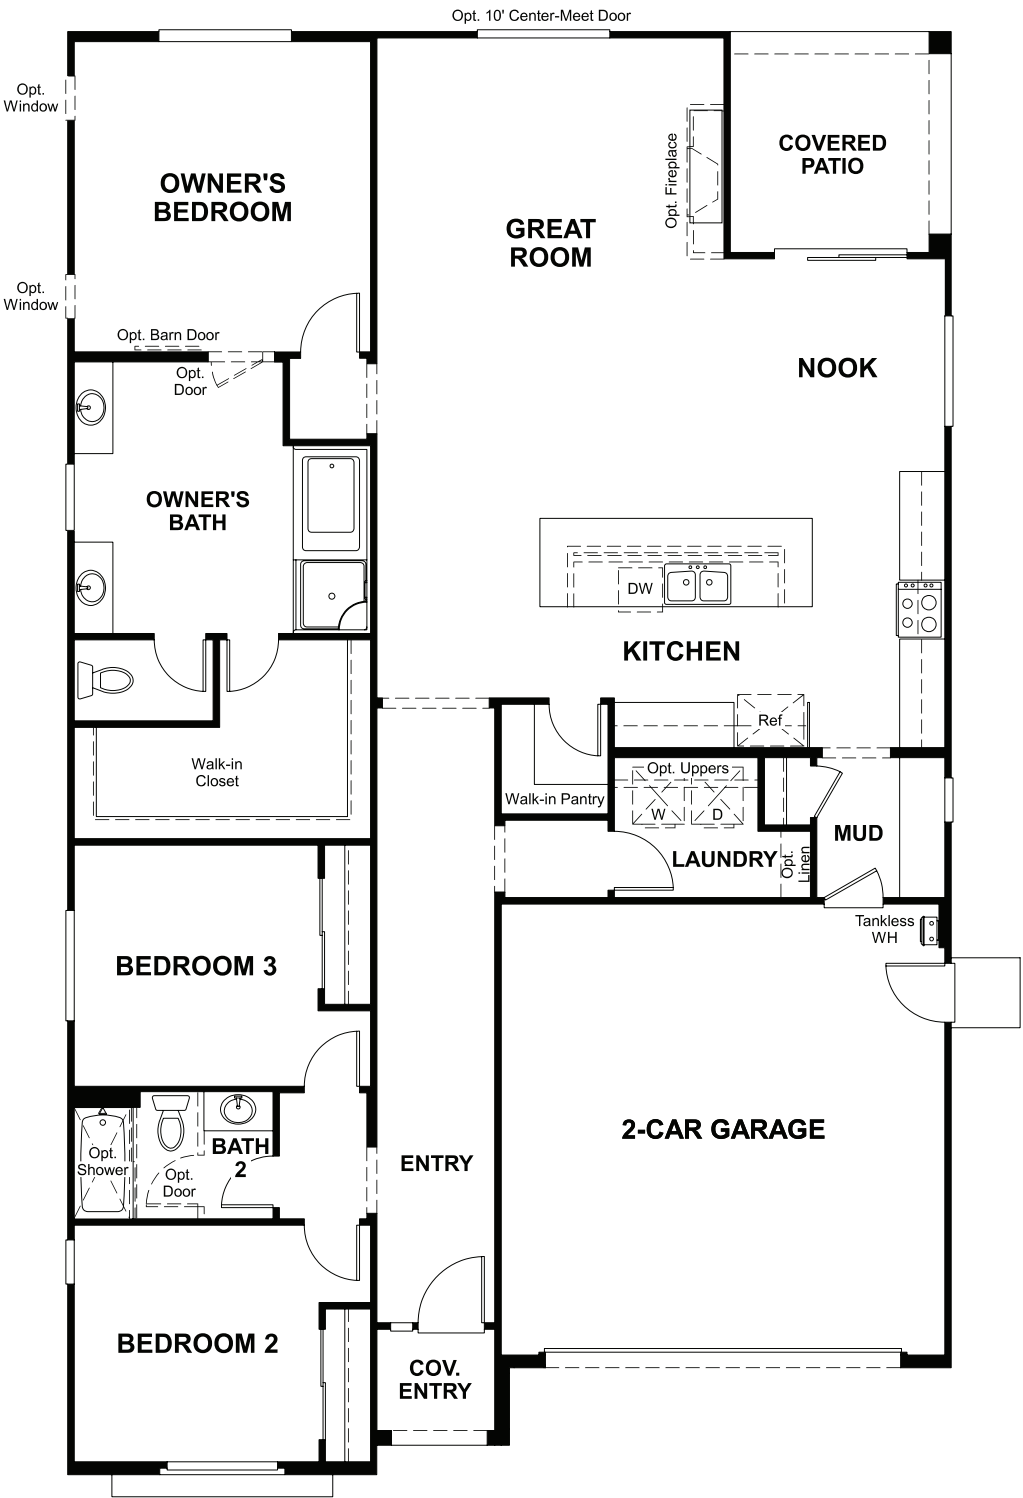 Opt. 10' Center-Meet Door
Opt.
Window
OWNER'S
BEDROOM
Opt. Fireplace
COVERED
PATIO
GREAT
ROOM
Opt.
Window
Opt. Barn Door
Opt.
Door
NOOK
OWNER'S
BATH
DW
KITCHEN
Ref
Walk-in
Closet
Opt. Uppers
Walk-in Pantry
W
D
MUD
LAUNDRY
Opt.
Linen
Tankless
WH
BEDROOM 3
2-CAR GARAGE
BATH
2
Opt.
Shower
Opt.
Door
ENTRY
BEDROOM 2
COV.
ENTRY